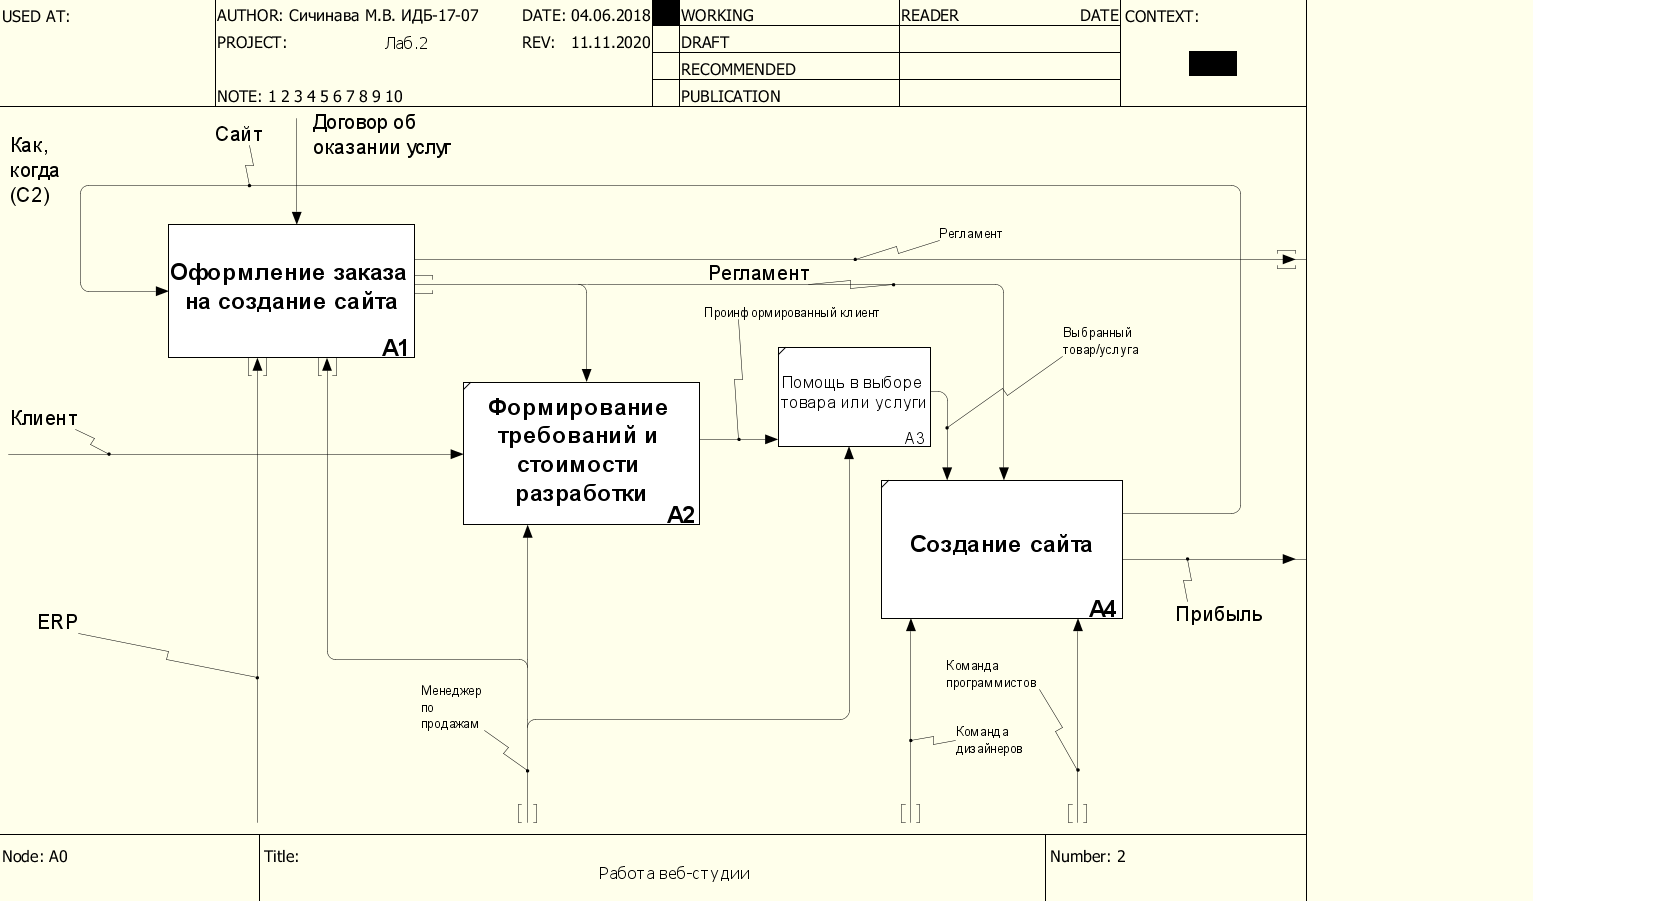 USED AT:
AUTHOR: Сичинава М.В. ИДБ-17-07
DATE: 04.06.2018
WORKING
READER
DATE
CONTEXT:
PROJECT:
Лаб.2
REV: 11.11.2020
DRAFT
RECOMMENDED
NOTE: 1 2 3 4 5 6 7 8 9 10
PUBLICATION
Как,
когда
(С2)
Сайт
Договор об
оказании услуг
Оформление заказа
на создание сайта
A1
Регламент
Регламент
Проинформированный клиент
Выбранный
товар/услуга
Помощь в выборе
товара или услуги
A3
Клиент
Формирование
требований и
стоимости
разработки
A2
Создание сайта
A4
Прибыль
ERP
Менеджер
по
продажам
Команда
программистов
Команда
дизайнеров
Node: A0
Title:
Работа веб-студии
Number: 2